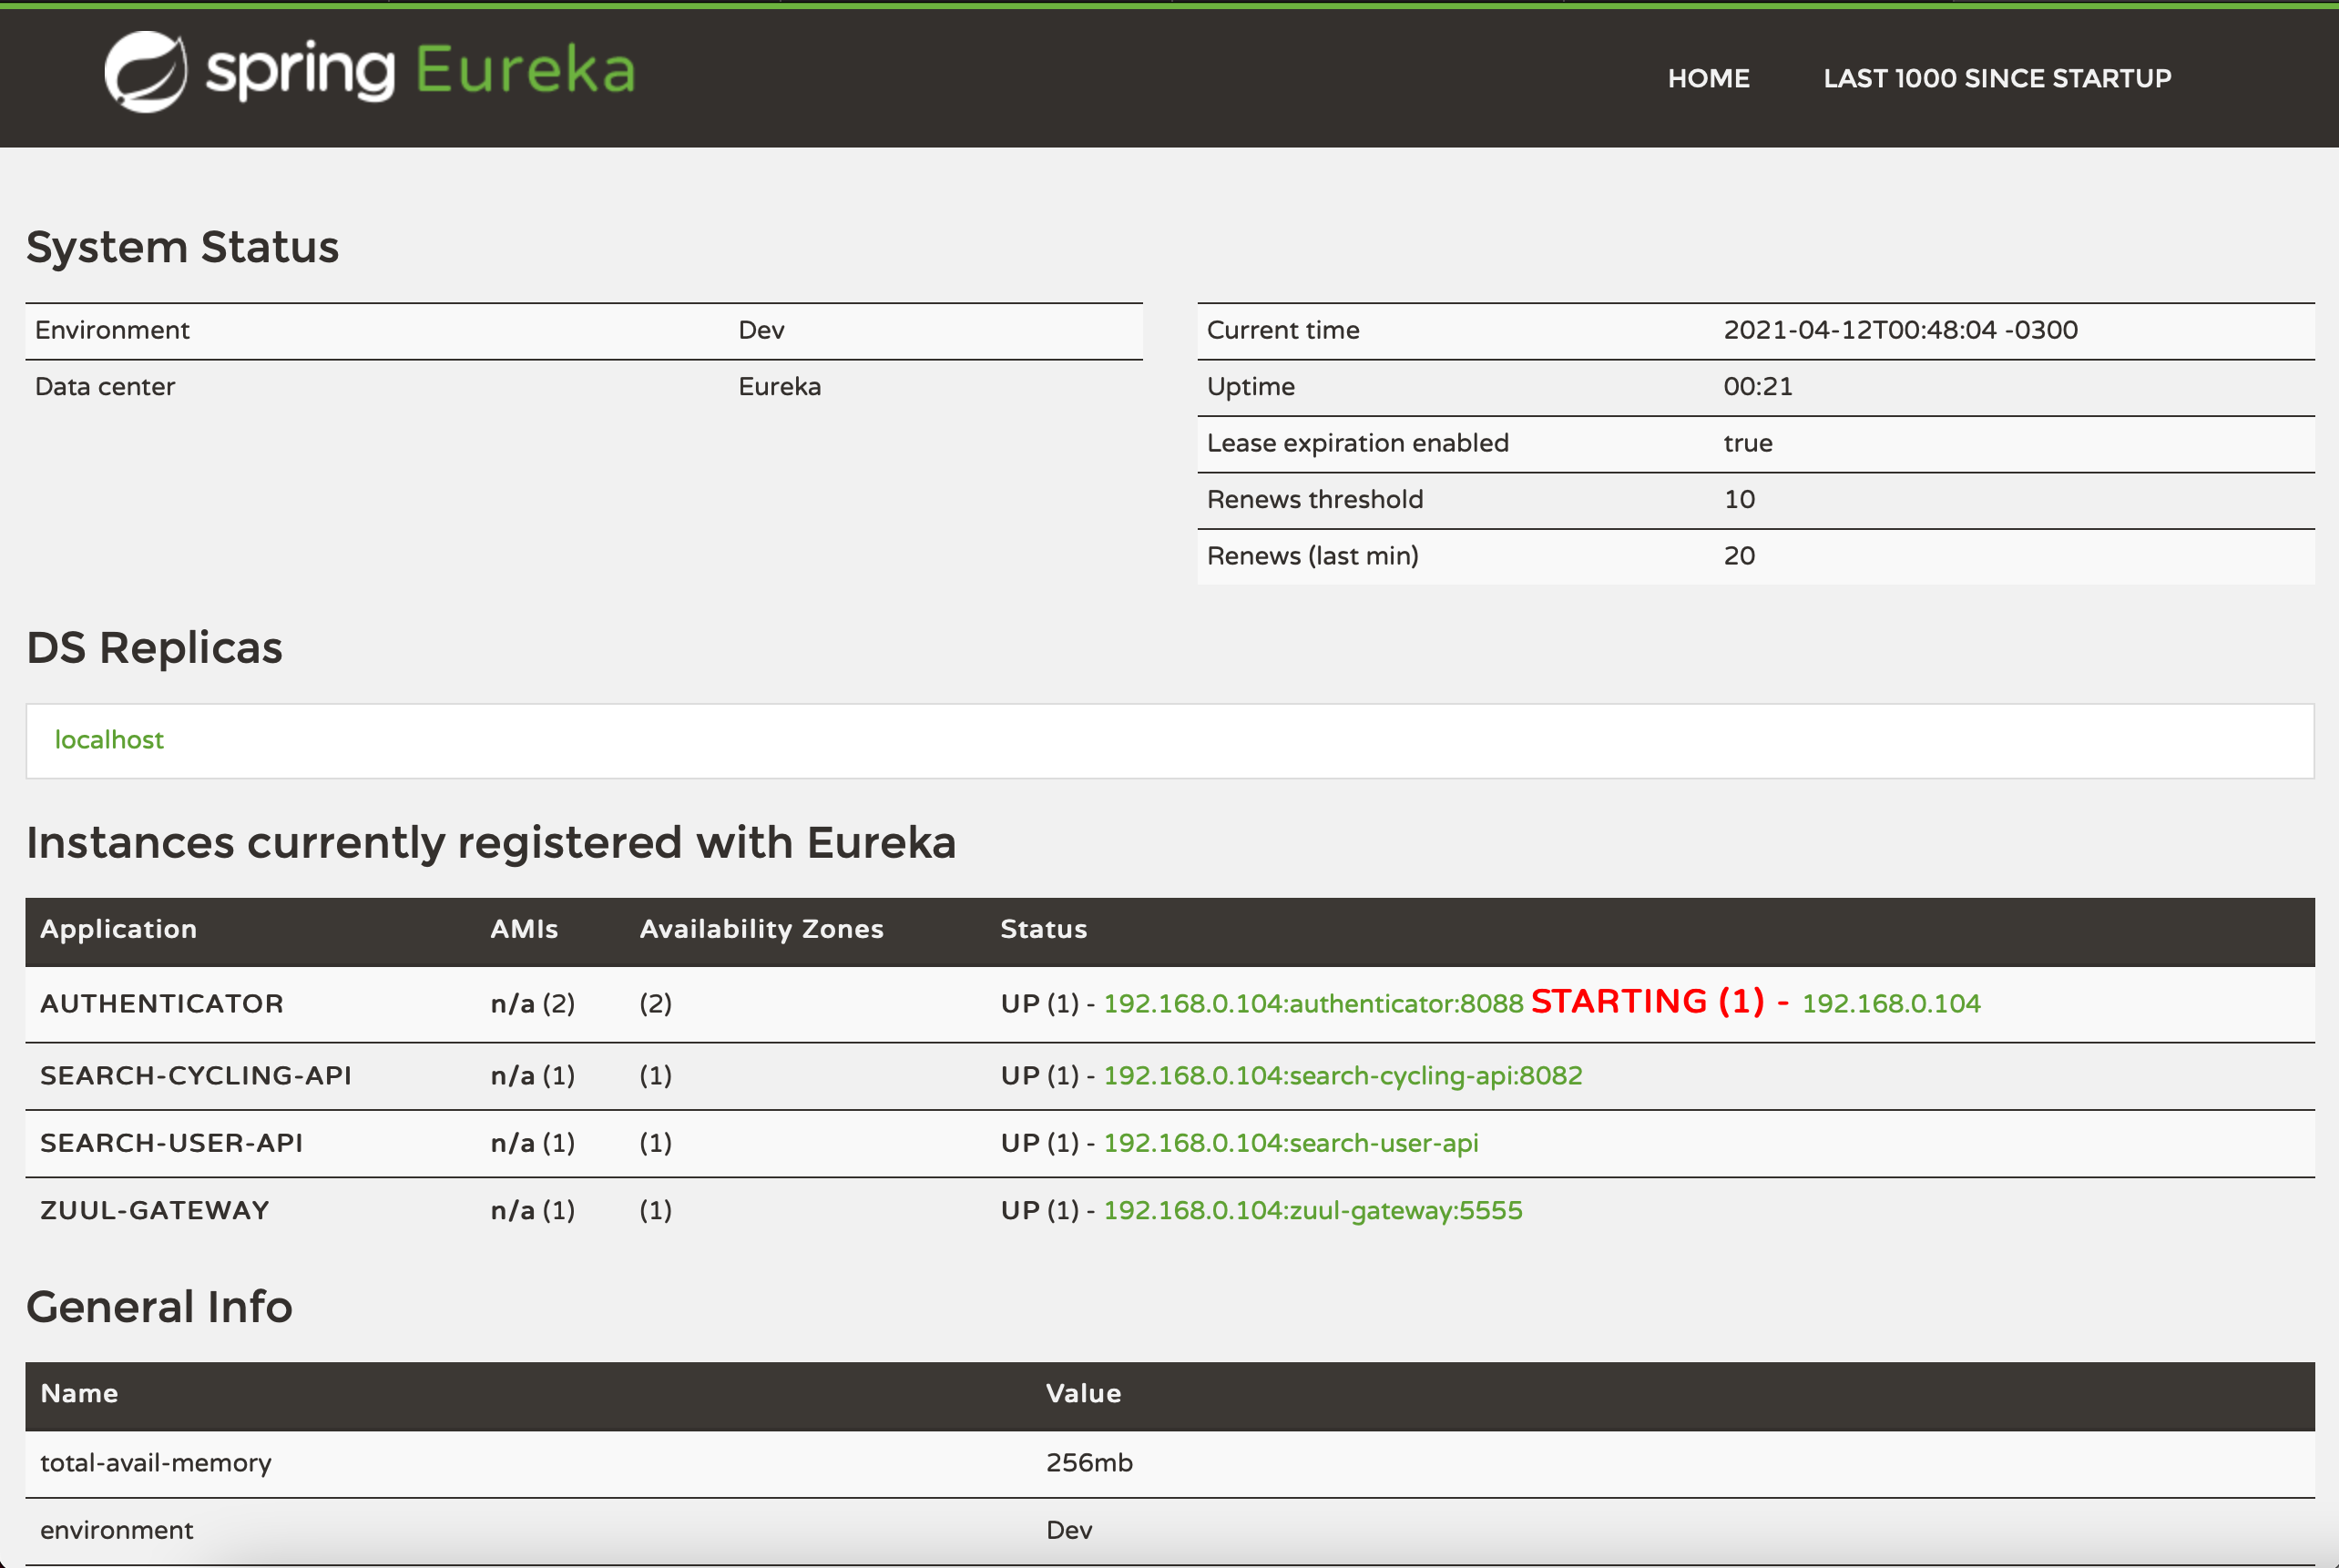 spring Eureka
HOME LAST 1000 SINCE STARTUP
System Status
Environment Dev
Data center Eureka
Current time 2021-04-12T00:48:04 -0300
Uptime 00:21
Lease expiration enabled true
Renews threshold 10
Renews (last min) 20
DS Replicas
localhost
Instances currently registered with Eureka
Application AMIs Availability Zones Status
AUTHENTICATOR n/a (2) (2) UP (1) - 192.168.0.104:authenticator:8088 STARTING (1) - 192.168.0.104
SEARCH-CYCLING-API n/a (1) (1) UP (1) - 192.168.0.104:search-cycling-api:8082
SEARCH-USER-API n/a (1) (1) UP (1) - 192.168.0.104:search-user-api
ZUUL-GATEWAY n/a (1) (1) UP (1) - 192.168.0.104:zuul-gateway:5555
General Info
Name Value
total-avail-memory 256mb
environment Dev